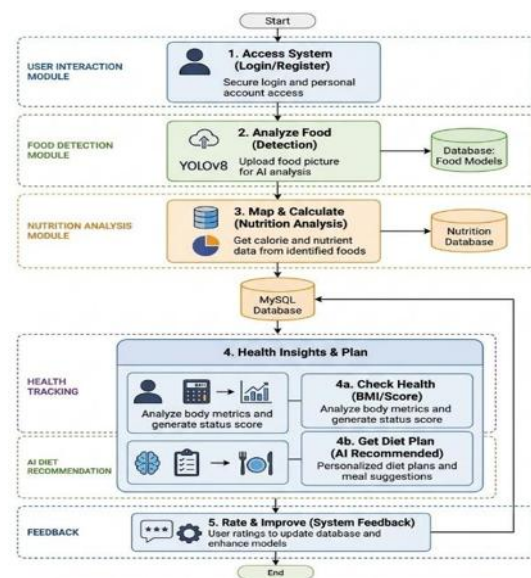 Start
USER INTERACTION
MODULE
1. Access System
(Login/Register)
Secure login and personal
account access
FOOD DETECTION
MODULE
2. Analyze Food
(Detection)
YOLOv8
Upload food picture
for AI analysis
Database:
Food Models
NUTRITION ANALYSIS
MODULE
3. Map & Calculate
(Nutrition Analysis)
Get calorie and nutrient
data from identified foods
Nutrition
Database
MySQL
Database
4. Health Insights & Plan
HEALTH
TRACKING
Analyze body metrics and
generate status score
4a. Check Health
(BMI/Score)
Analyze body metrics and
generate status score
AI DIET
RECOMMENDATION
4b. Get Diet Plan
(AI Recommended)
Personalized diet plans and
meal suggestions
FEEDBACK
5. Rate & Improve (System Feedback)
User ratings to update database and
enhance models
End